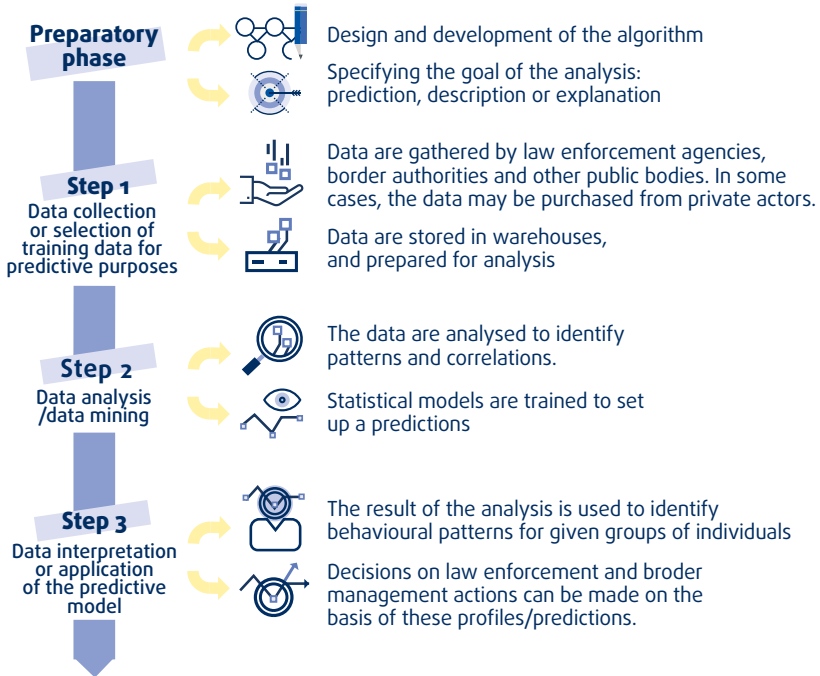 Preparatory
phase
Design and development of the algorithm
Specifying the goal of the analysis:
prediction, description or explanation
Step 1
Data collection
or selection of
training data for
predictive purposes
Data are gathered by law enforcement agencies,
border authorities and other public bodies. In some
cases, the data may be purchased from private actors.
Data are stored in warehouses,
and prepared for analysis
Step 2
Data analysis
/data mining
The data are analysed to identify
patterns and correlations.
Statistical models are trained to set
up a predictions
Step 3
Data interpretation
or application
of the predictive
model
The result of the analysis is used to identify
behavioural patterns for given groups of individuals
Decisions on law enforcement and broder
management actions can be made on the
basis of these profiles/predictions.